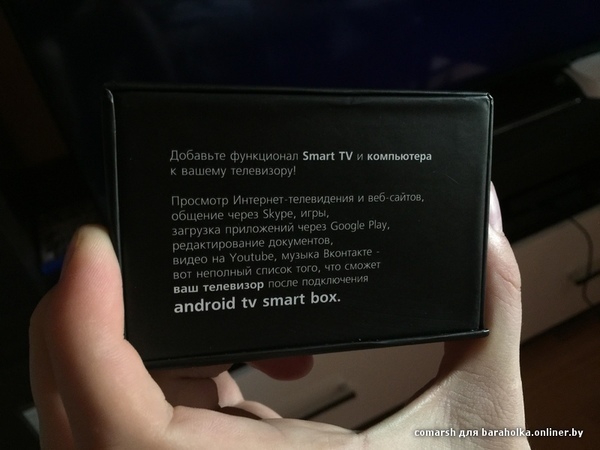 Добавьте функционал Smart TV и компьютера
к вашему телевизору!
Просмотр Интернет-телевидения и веб-сайтов,
общение через Skype, игры,
загрузка приложений через Google Play,
редактирование документов,
видео на Youtube, музыка Вконтакте -
вот неполный список того, что сможет
ваш телевизор после подключения
android tv smart box.
comarsh для baraholka.onliner.by